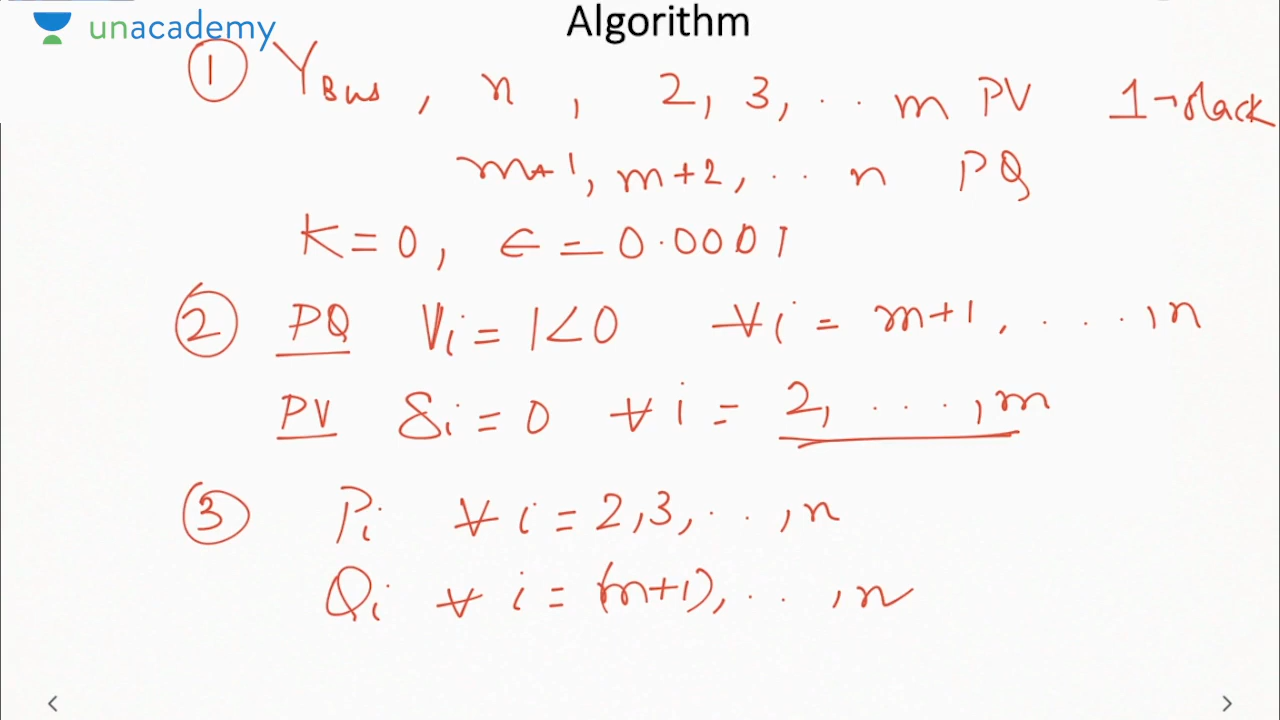 unacademy
Algorithm
① Y_Bus , n , 2, 3, .. m PV 1→slack
m+1, m+2, .. n PQ
K = 0, ϵ = 0.0001
② PQ V_i = 1∠0 ∀ i = m+1, . . . . , n
PV δ_i = 0 ∀ i = 2, . . . , m
③ P_i ∀ i = 2,3, . . , n
Q_i ∀ i = (m+1), . . , n